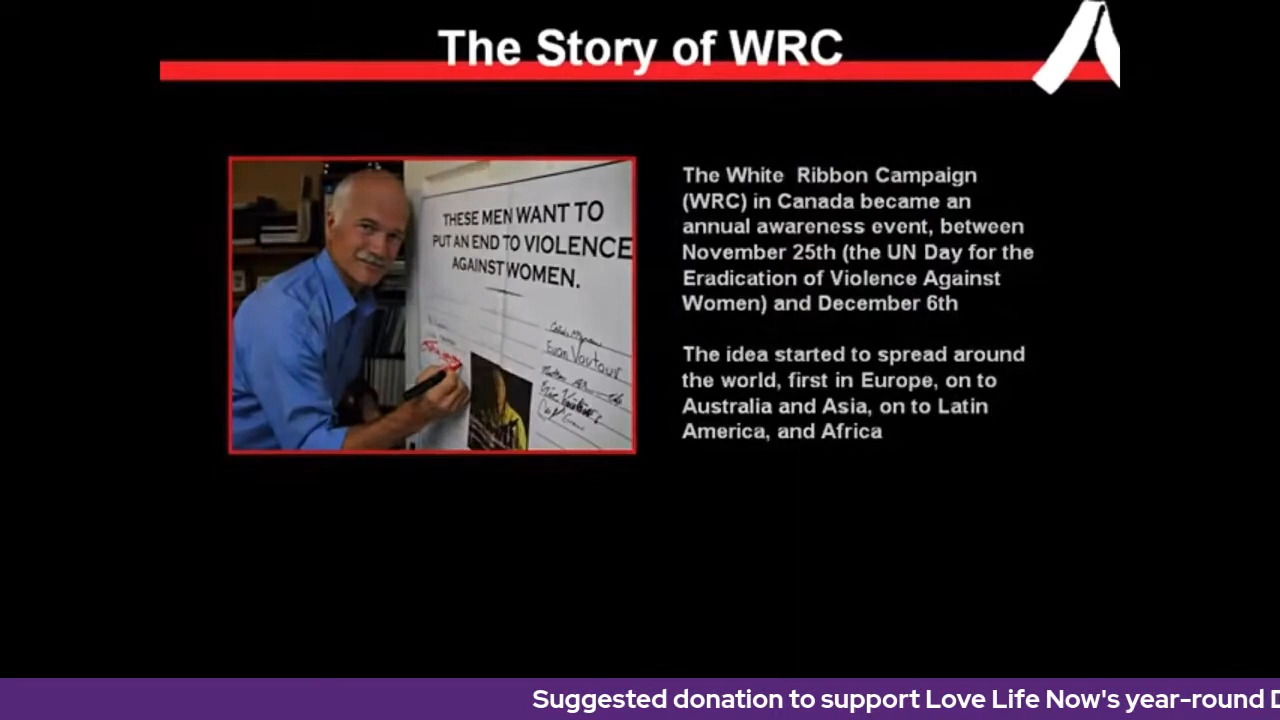 The Story of WRC
THESE MEN WANT TO
PUT AN END TO VIOLENCE
AGAINST WOMEN.
Evan Vautour
The White Ribbon Campaign
(WRC) in Canada became an
annual awareness event, between
November 25th (the UN Day for the
Eradication of Violence Against
Women) and December 6th
The idea started to spread around
the world, first in Europe, on to
Australia and Asia, on to Latin
America, and Africa
Suggested donation to support Love Life Now's year-round D